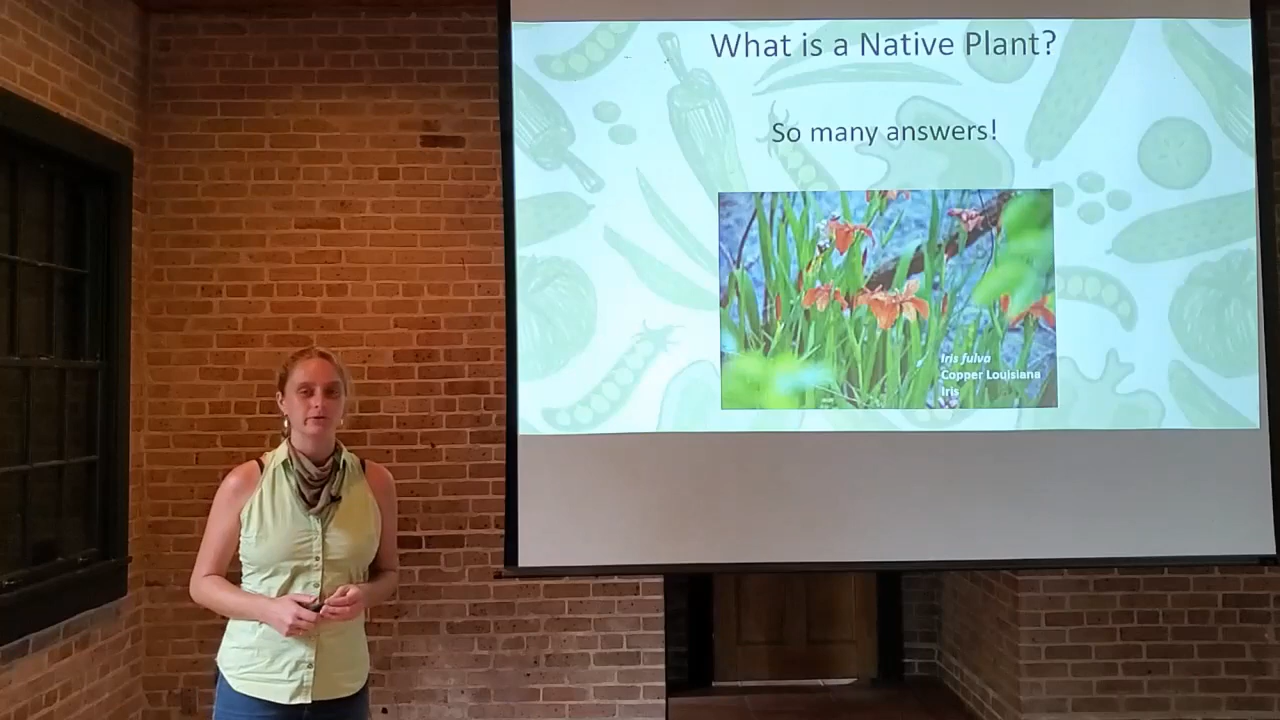 What is a Native Plant?
So many answers!
Iris fulva
Copper Louisiana
Iris